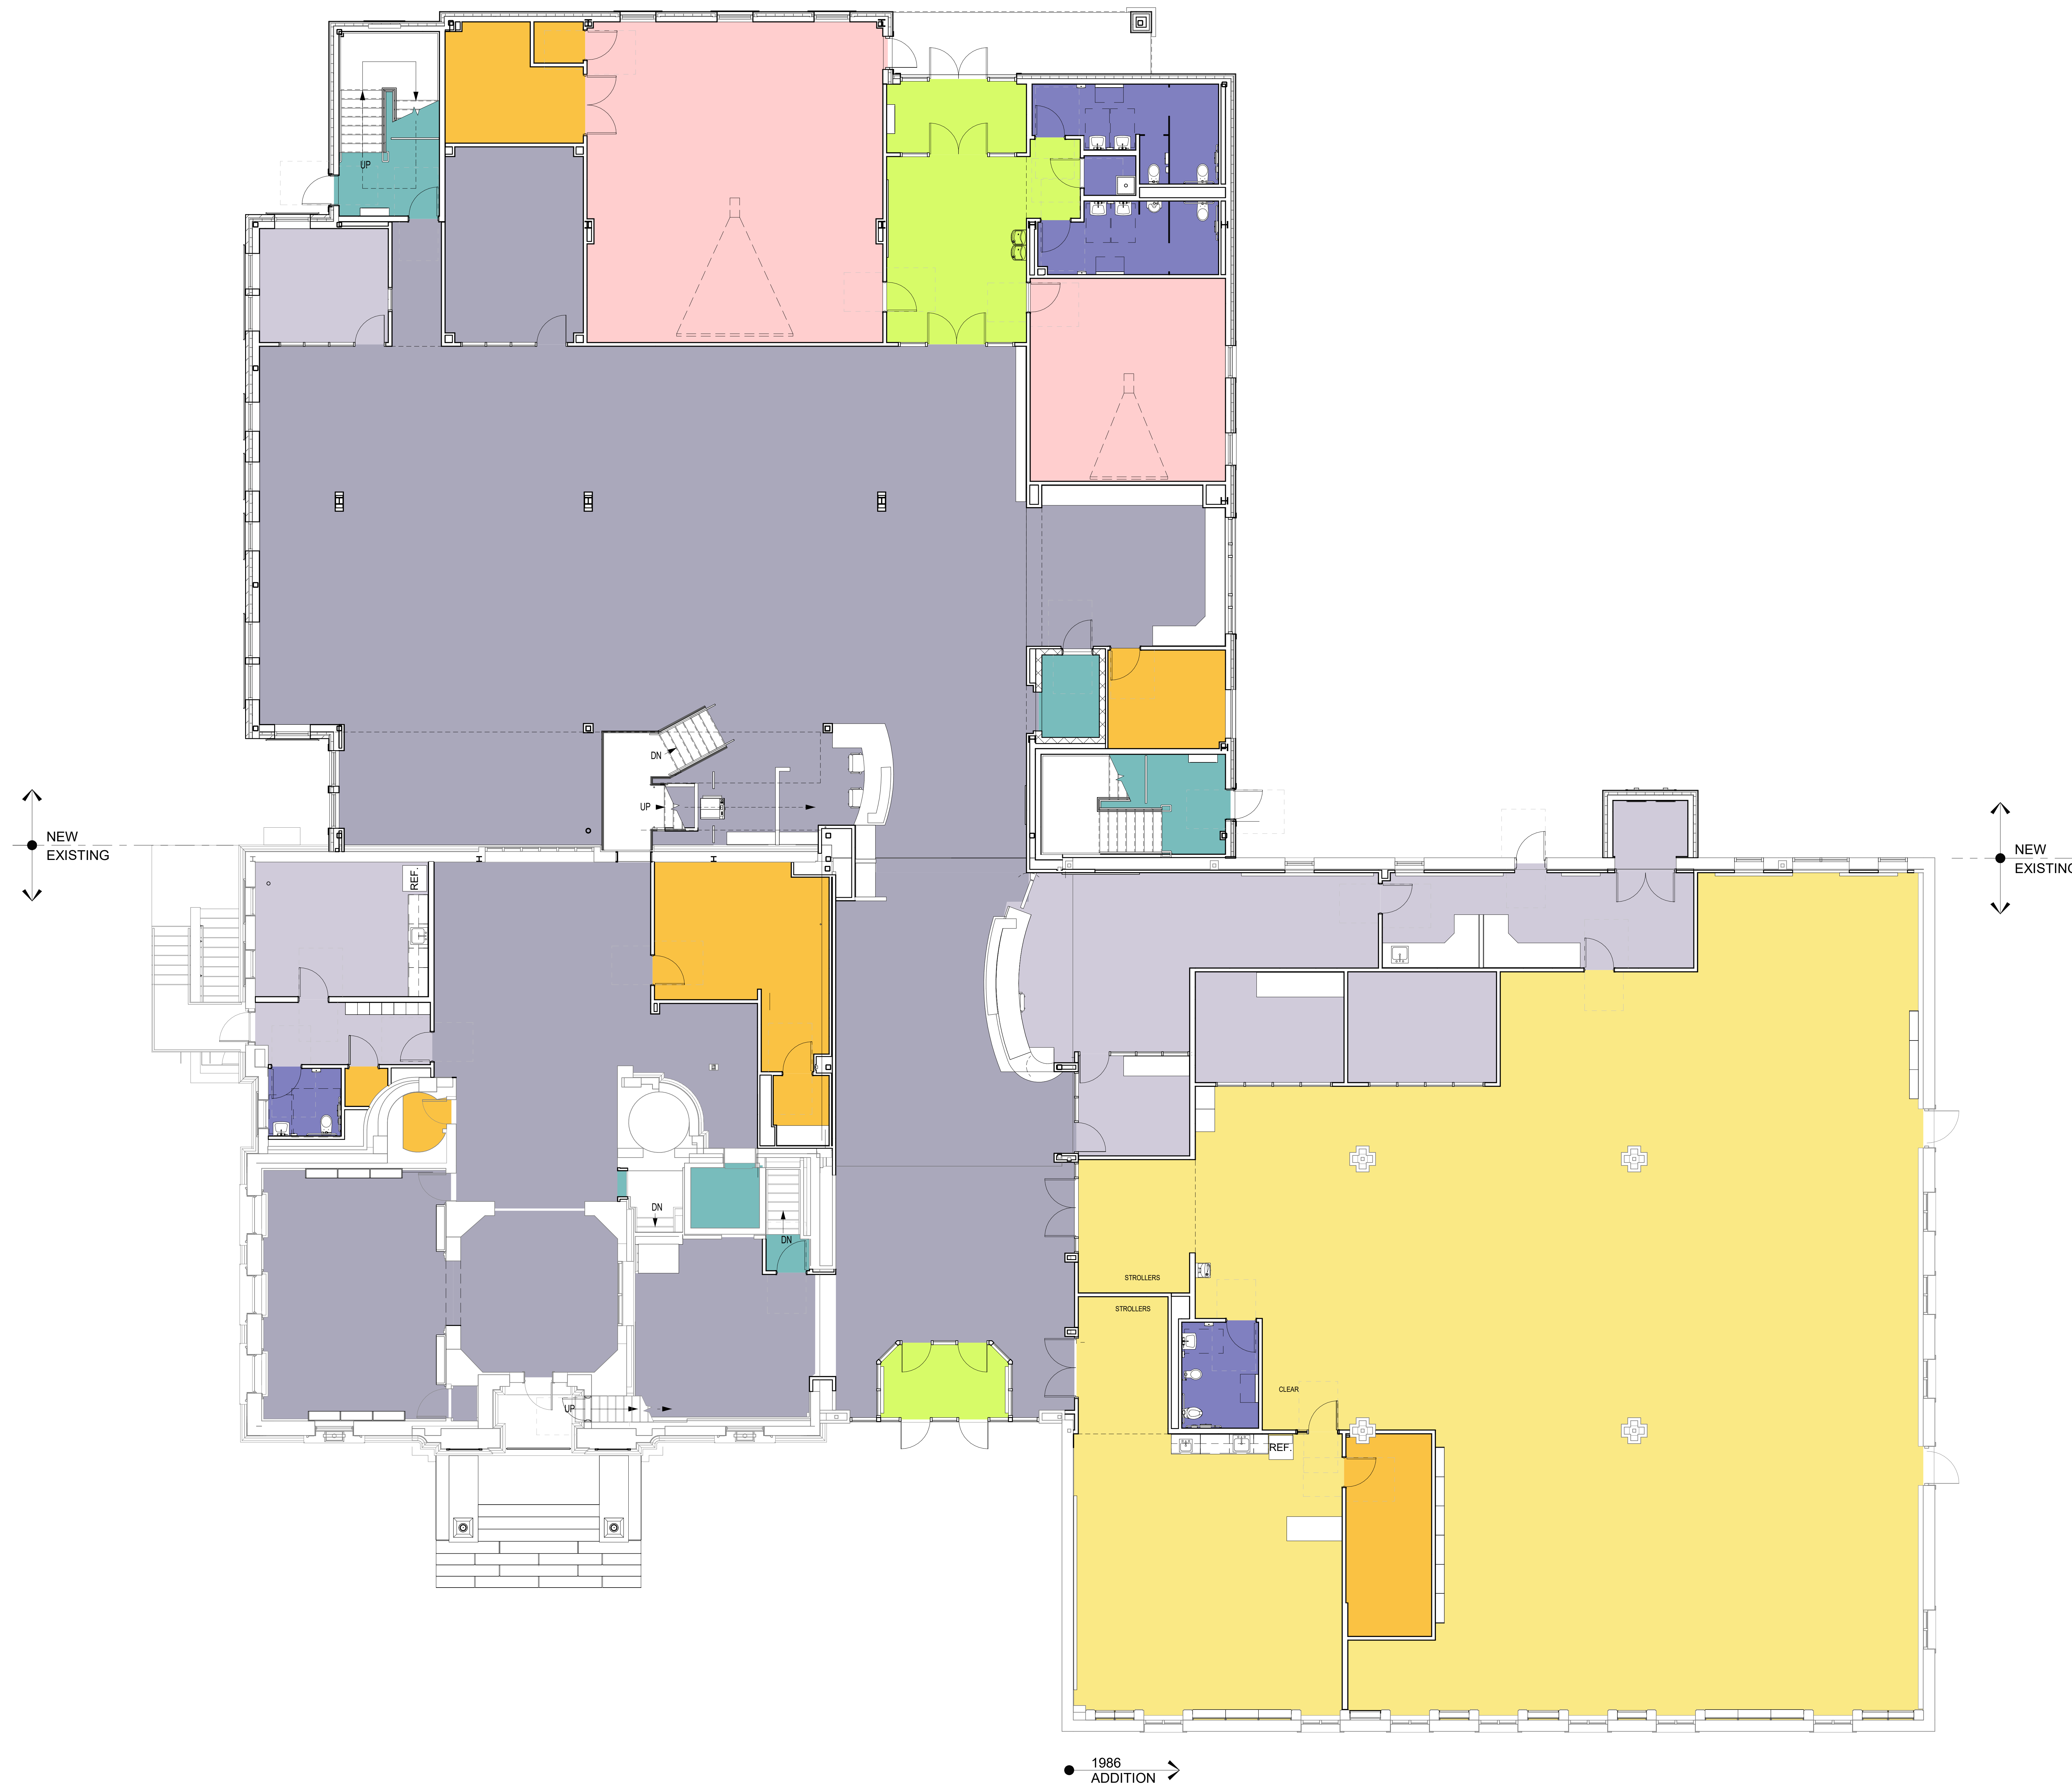 UP
DN
UP
NEW
EXISTING
NEW
EXISTING
REF.
DN
DN
STROLLERS
STROLLERS
CLEAR
UP
REF.
1986
ADDITION